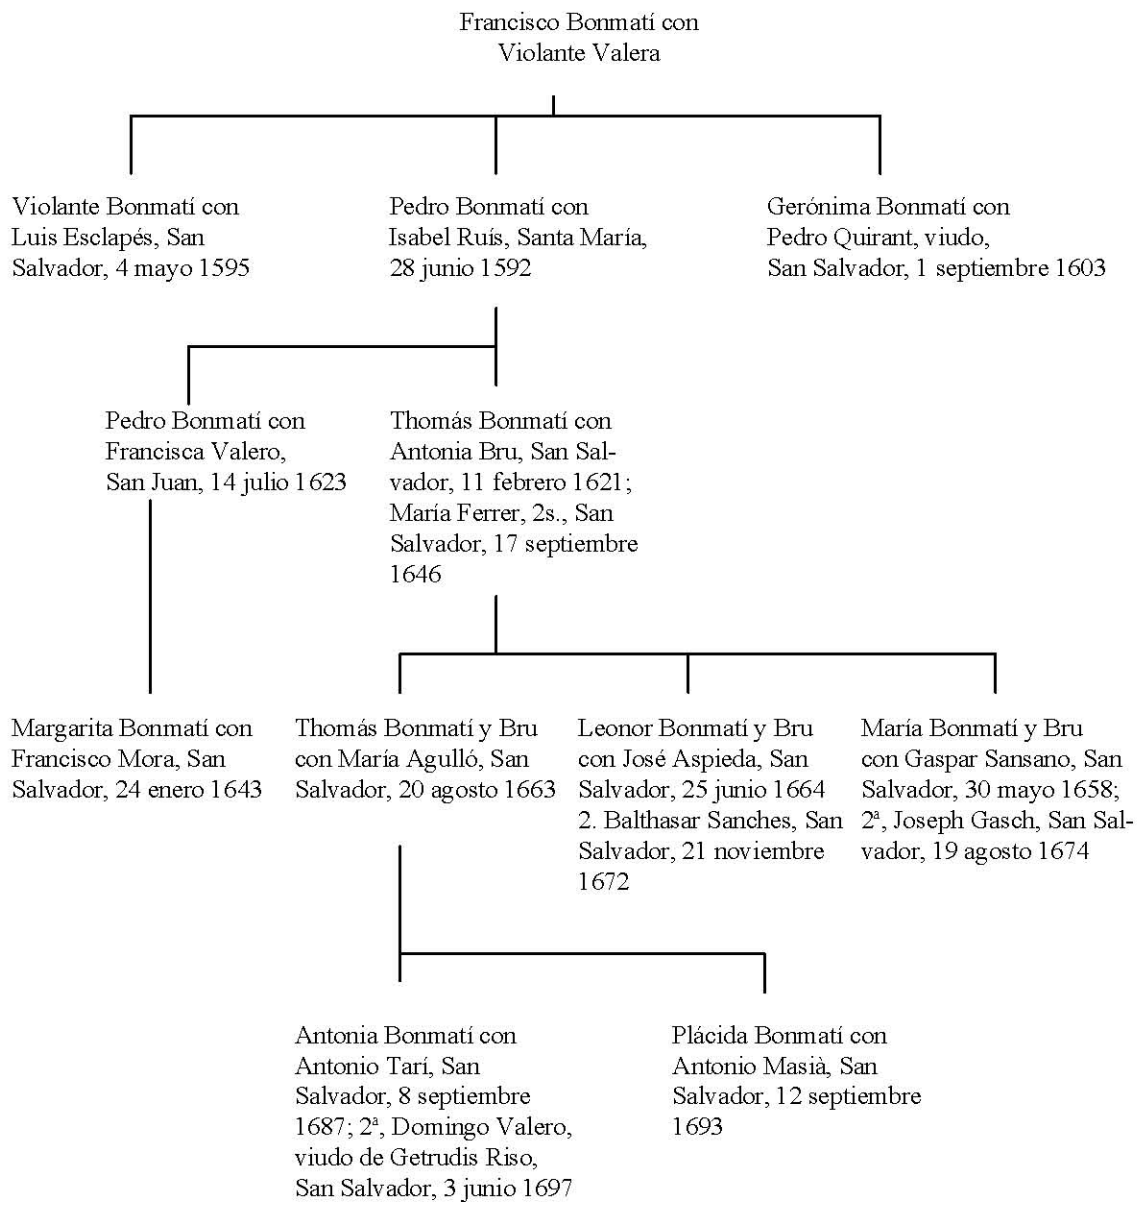 Francisco Bonmatí con
Violante Valera
Violante Bonmatí con
Luis Esclapés, San
Salvador, 4 mayo 1595
Pedro Bonmatí con
Isabel Ruís, Santa María,
28 junio 1592
Gerónima Bonmatí con
Pedro Quirant, viudo,
San Salvador, 1 septiembre 1603
Pedro Bonmatí con
Francisca Valero,
San Juan, 14 julio 1623
Thomás Bonmatí con
Antonia Bru, San Sal-
vador, 11 febrero 1621;
María Ferrer, 2s., San
Salvador, 17 septiembre
1646
Margarita Bonmatí con
Francisco Mora, San
Salvador, 24 enero 1643
Thomás Bonmatí y Bru
con María Agulló, San
Salvador, 20 agosto 1663
Leonor Bonmatí y Bru
con José Aspieda, San
Salvador, 25 junio 1664
2. Balthasar Sanches, San
Salvador, 21 noviembre
1672
María Bonmatí y Bru
con Gaspar Sansano, San
Salvador, 30 mayo 1658;
2ª, Joseph Gasch, San Sal-
vador, 19 agosto 1674
Antonia Bonmatí con
Antonio Tarí, San
Salvador, 8 septiembre
1687; 2ª, Domingo Valero,
viudo de Getrudis Riso,
San Salvador, 3 junio 1697
Plácida Bonmatí con
Antonio Masià, San
Salvador, 12 septiembre
1693